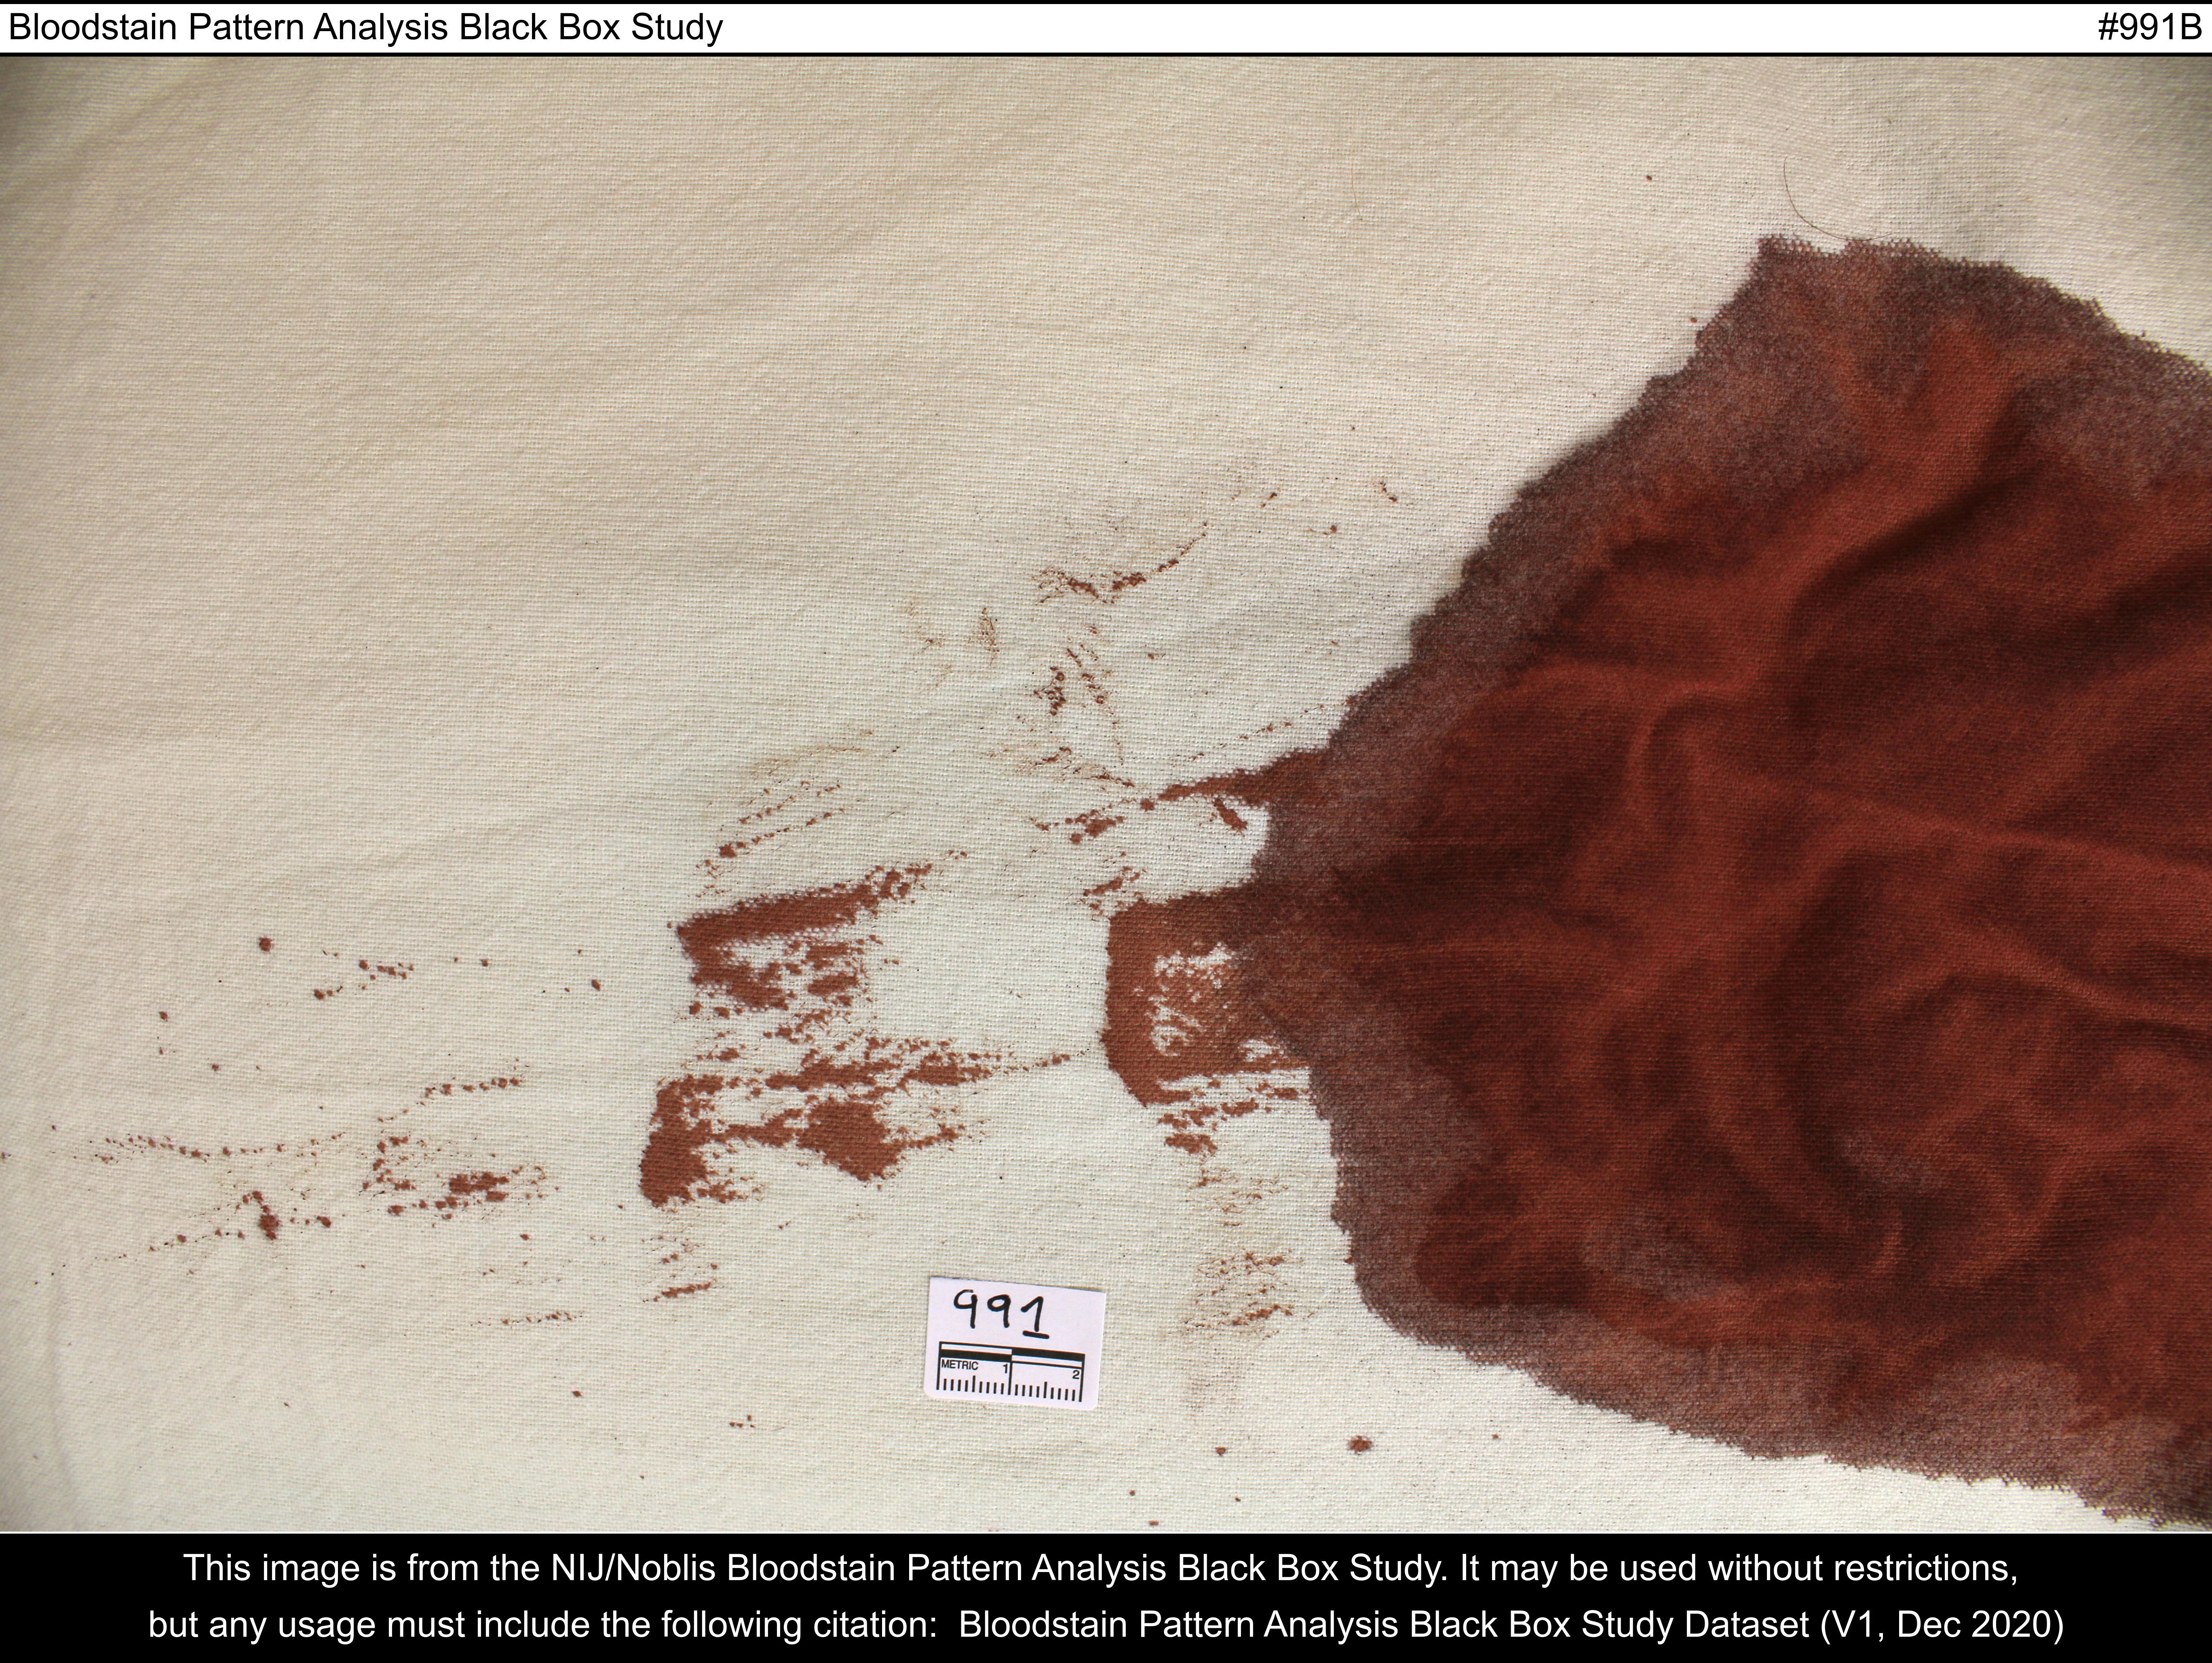 Bloodstain Pattern Analysis Black Box Study #991B
991
METRIC 1 2
This image is from the NIJ/Noblis Bloodstain Pattern Analysis Black Box Study. It may be used without restrictions,
but any usage must include the following citation: Bloodstain Pattern Analysis Black Box Study Dataset (V1, Dec 2020)